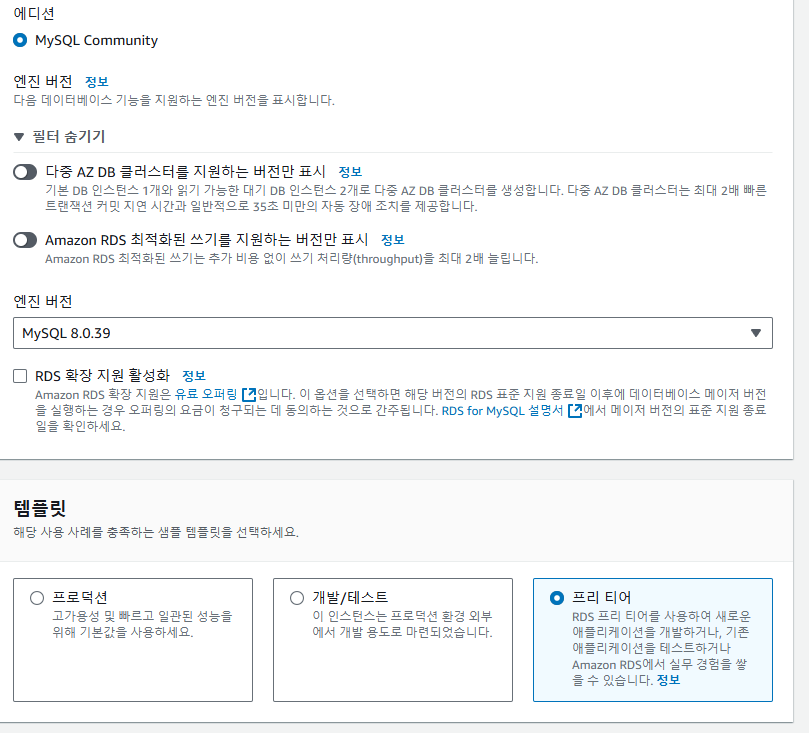 에디션
MySQL Community
엔진 버전 정보
다음 데이터베이스 기능을 지원하는 엔진 버전을 표시합니다.
▼ 필터 숨기기
다중 AZ DB 클러스터를 지원하는 버전만 표시 정보
기본 DB 인스턴스 1개와 읽기 가능한 대기 DB 인스턴스 2개로 다중 AZ DB 클러스터를 생성합니다. 다중 AZ DB 클러스터는 최대 2배 빠른
트랜잭션 커밋 지연 시간과 일반적으로 35초 미만의 자동 장애 조치를 제공합니다.
Amazon RDS 최적화된 쓰기를 지원하는 버전만 표시 정보
Amazon RDS 최적화된 쓰기는 추가 비용 없이 쓰기 처리량(throughput)을 최대 2배 늘립니다.
엔진 버전
MySQL 8.0.39
RDS 확장 지원 활성화 정보
Amazon RDS 확장 지원은 유료 오퍼링입니다. 이 옵션을 선택하면 해당 버전의 RDS 표준 지원 종료일 이후에 데이터베이스 메이저 버전
을 실행하는 경우 오퍼링의 요금이 청구되는 데 동의하는 것으로 간주됩니다. RDS for MySQL 설명서에서 메이저 버전의 표준 지원 종료
일을 확인하세요.
템플릿
해당 사용 사례를 충족하는 샘플 템플릿을 선택하세요.
프로덕션
고가용성 및 빠르고 일관된 성능을
위해 기본값을 사용하세요.
개발/테스트
이 인스턴스는 프로덕션 환경 외부
에서 개발 용도로 마련되었습니다.
프리 티어
RDS 프리 티어를 사용하여 새로운
애플리케이션을 개발하거나, 기존
애플리케이션을 테스트하거나
Amazon RDS에서 실무 경험을 쌓
을 수 있습니다. 정보